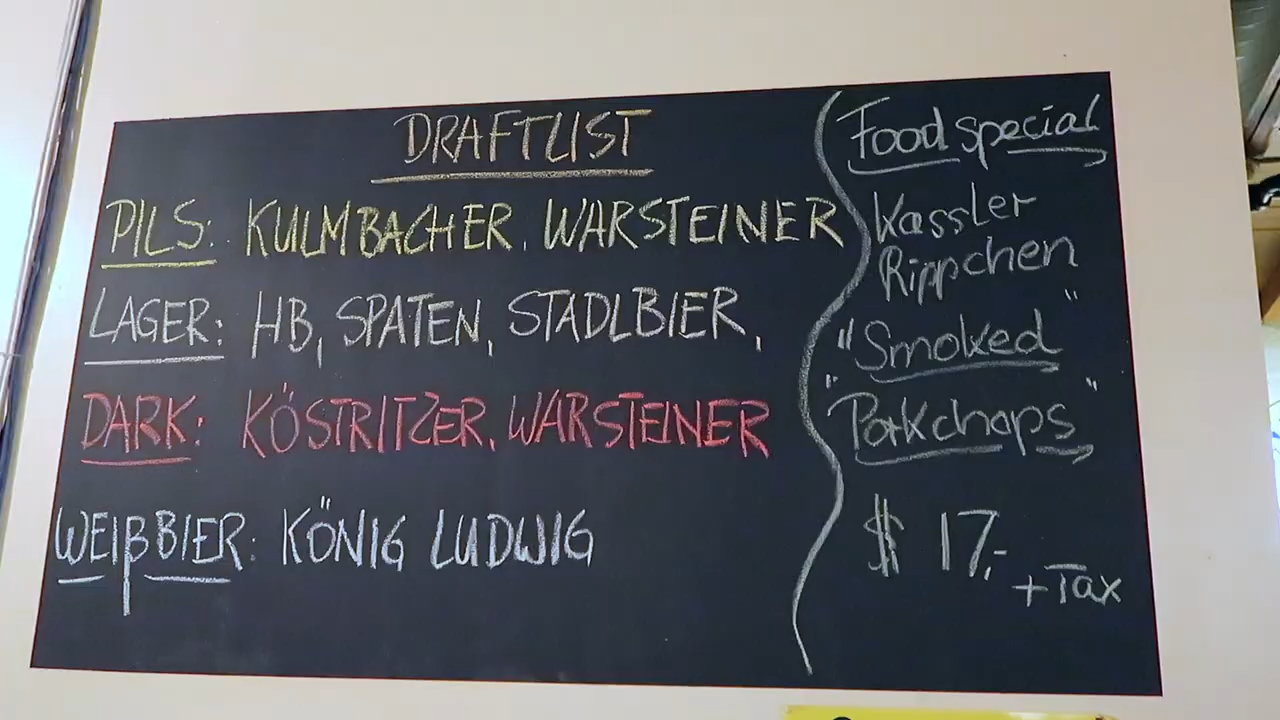 DRAFTLIST
PILS: KULMBACHER, WARSTEINER
LAGER: HB, SPATEN, STADLBIER,
DARK: KÖSTRITZER, WARSTEINER
WEIßBIER: KÖNIG LUDWIG
Food special
Kassler
Rippchen
"Smoked"
"Porkchops"
$ 17,-
+Tax